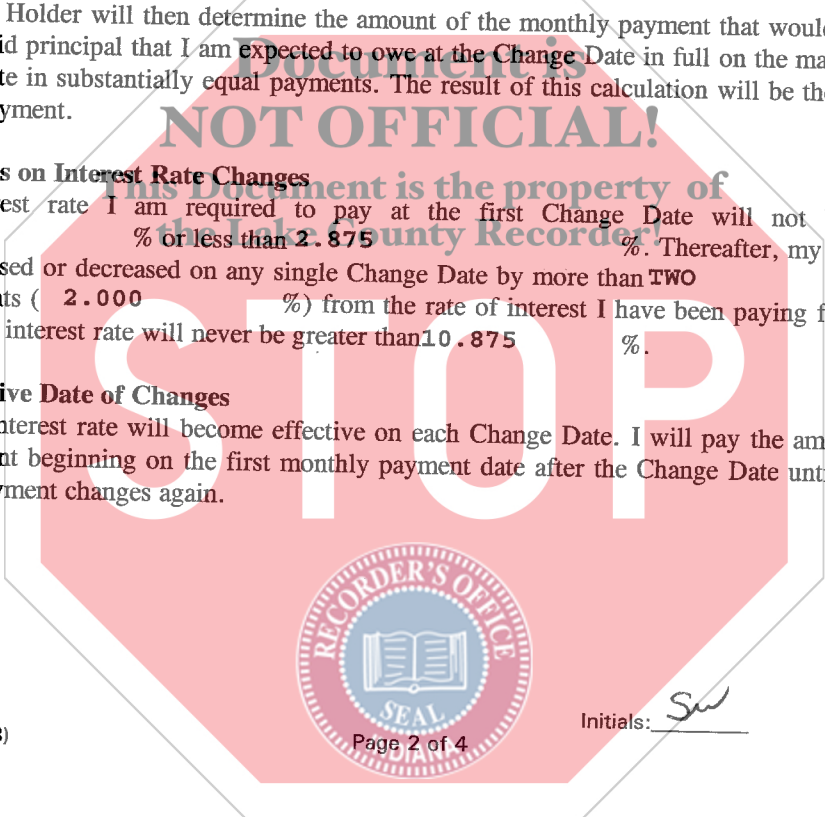 Holder will then determine the amount of the monthly payment that would
id principal that I am expected to owe at the Change Date in full on the ma
te in substantially equal payments. The result of this calculation will be the
yment.
Document is
NOT OFFICIAL!
This Document is the property of
the Lake County Recorder!
s on Interest Rate Changes
est rate I am required to pay at the first Change Date will not
% or less than 2.875 %. Thereafter, my
sed or decreased on any single Change Date by more than TWO
ts ( 2.000 %) from the rate of interest I have been paying f
interest rate will never be greater than 10.875 %.
ive Date of Changes
nterest rate will become effective on each Change Date. I will pay the am
nt beginning on the first monthly payment date after the Change Date unti
yment changes again.
STOP
RECORDER'S OFFICE
SEAL
INDIANA
Initials: SW
Page 2 of 4